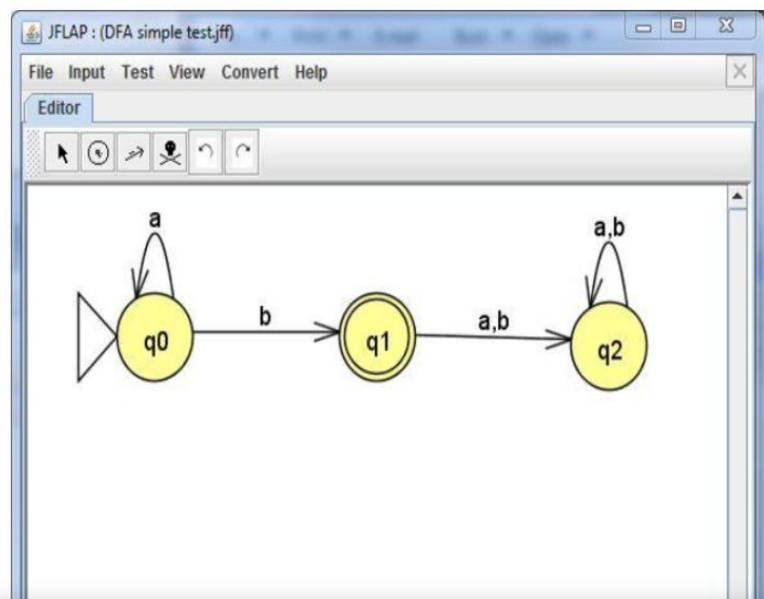 JFLAP : (DFA simple test.jff)
File Input Test View Convert Help
Editor
a
a,b
b
a,b
q0
q1
q2